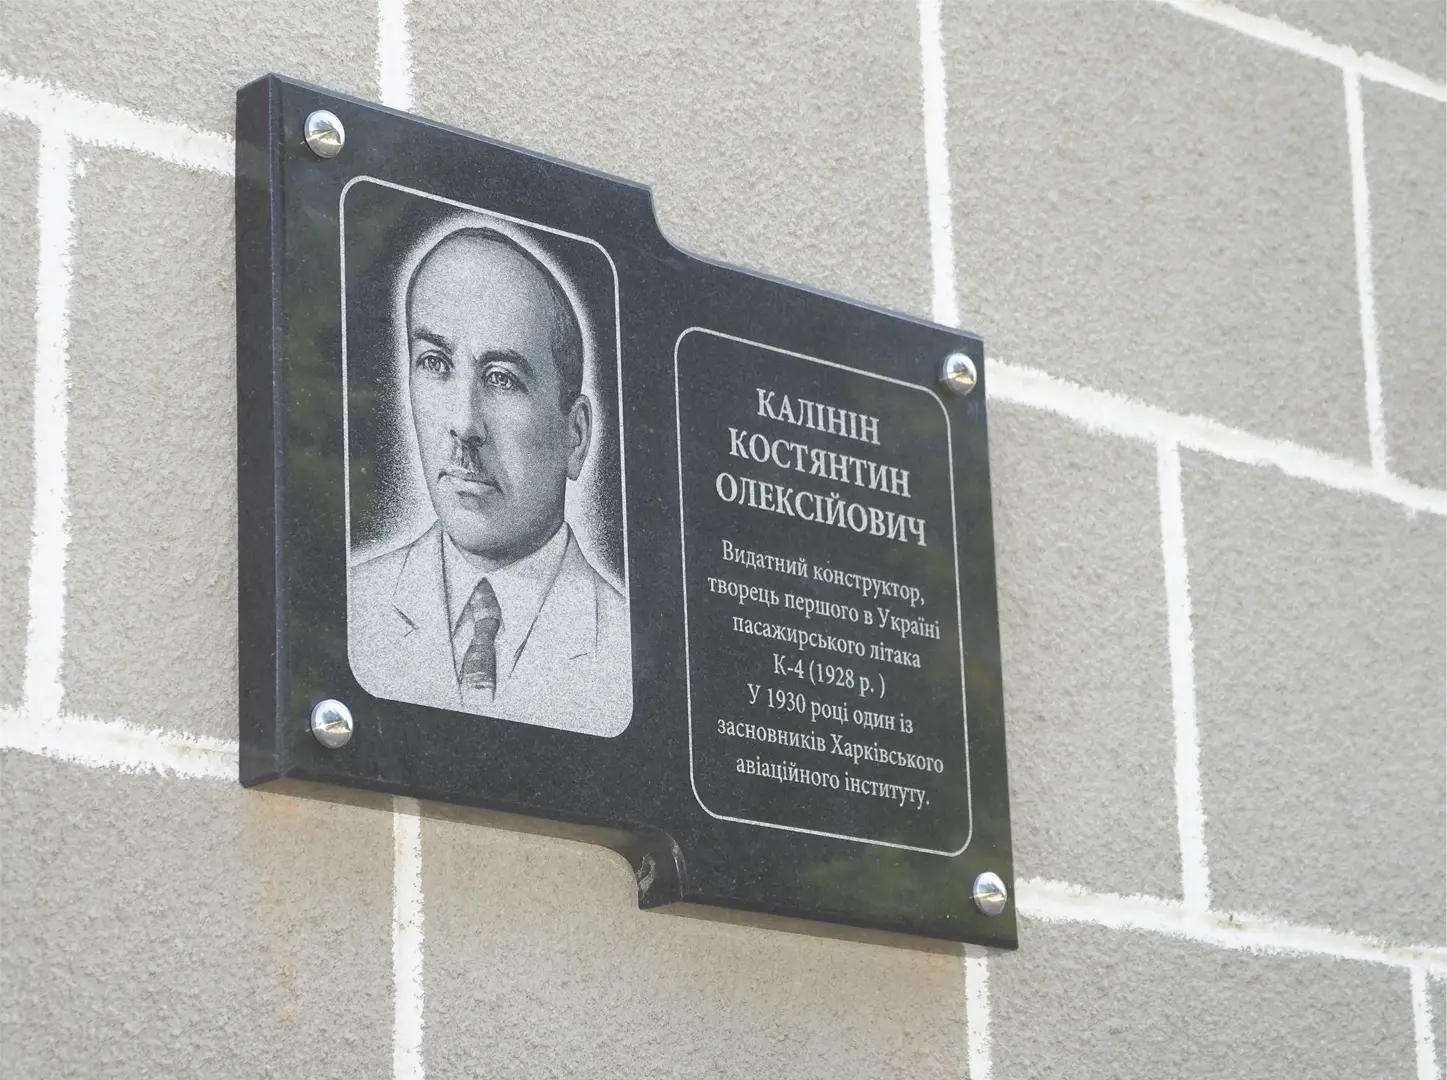 КАЛІНІН
КОСТЯНТИН
ОЛЕКСІЙОВИЧ
Видатний конструктор,
творець першого в Україні
пасажирського літака
К-4 (1928 р. )
У 1930 році один із
засновників Харківського
авіаційного інституту.